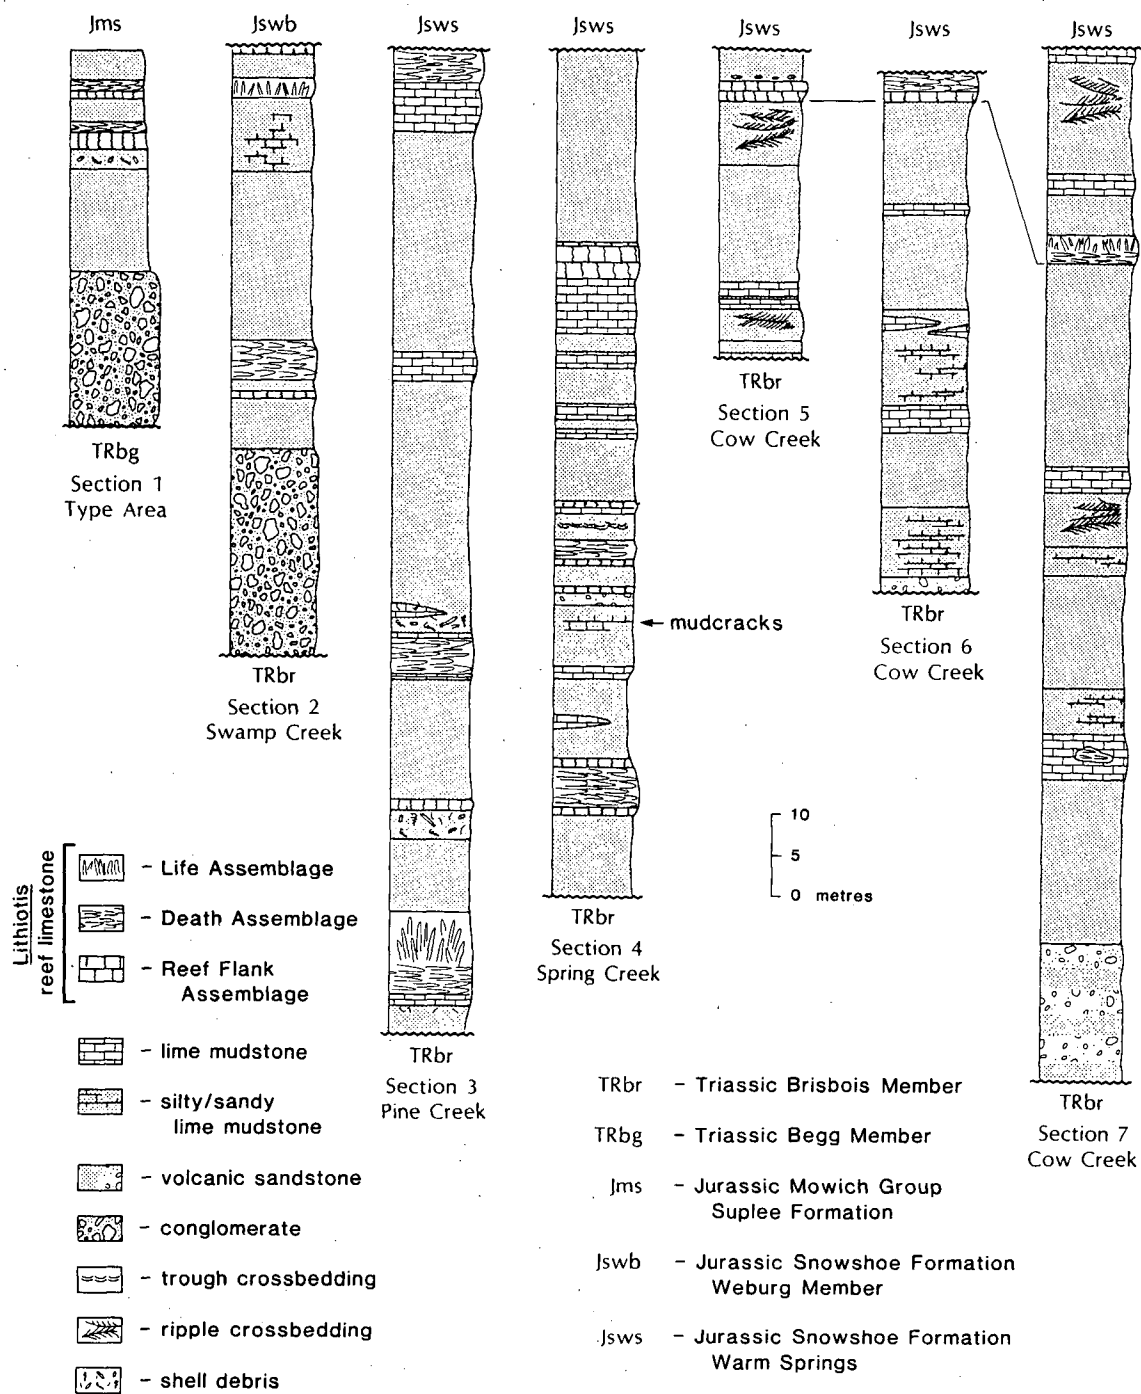 Jms
Jswb
Jsws
Jsws
Jsws
Jsws
Jsws
TRbg
Section 1
Type Area
TRbr
Section 2
Swamp Creek
TRbr
Section 3
Pine Creek
mudcracks
TRbr
Section 4
Spring Creek
TRbr
Section 5
Cow Creek
TRbr
Section 6
Cow Creek
TRbr
Section 7
Cow Creek
10
5
0 metres
Lithiotis
reef limestone
- Life Assemblage
- Death Assemblage
- Reef Flank
Assemblage
- lime mudstone
- silty/sandy
lime mudstone
- volcanic sandstone
- conglomerate
- trough crossbedding
- ripple crossbedding
- shell debris
TRbr - Triassic Brisbois Member
TRbg - Triassic Begg Member
Jms - Jurassic Mowich Group
Suplee Formation
Jswb - Jurassic Snowshoe Formation
Weburg Member
Jsws - Jurassic Snowshoe Formation
Warm Springs